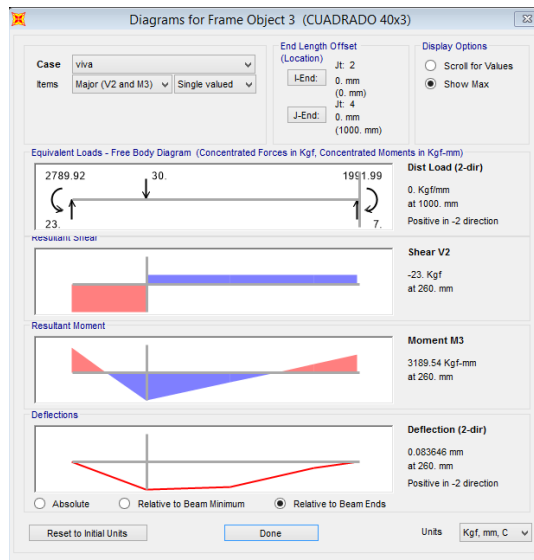 Diagrams for Frame Object 3 (CUADRADO 40x3)
Case viva
Items Major (V2 and M3) Single valued
End Length Offset
(Location)
Jt: 2
I-End: 0. mm
(0. mm)
Jt: 4
J-End: 0. mm
(1000. mm)
Display Options
Scroll for Values
Show Max
Equivalent Loads - Free Body Diagram (Concentrated Forces in Kgf, Concentrated Moments in Kgf-mm)
2789.92 30. 1991.99
23. 7.
Dist Load (2-dir)
0. Kgf/mm
at 1000. mm
Positive in -2 direction
Resultant Shear
Shear V2
-23. Kgf
at 260. mm
Resultant Moment
Moment M3
3189.54 Kgf-mm
at 260. mm
Deflections
Deflection (2-dir)
0.083646 mm
at 260. mm
Positive in -2 direction
Absolute Relative to Beam Minimum Relative to Beam Ends
Reset to Initial Units Done Units Kgf, mm, C